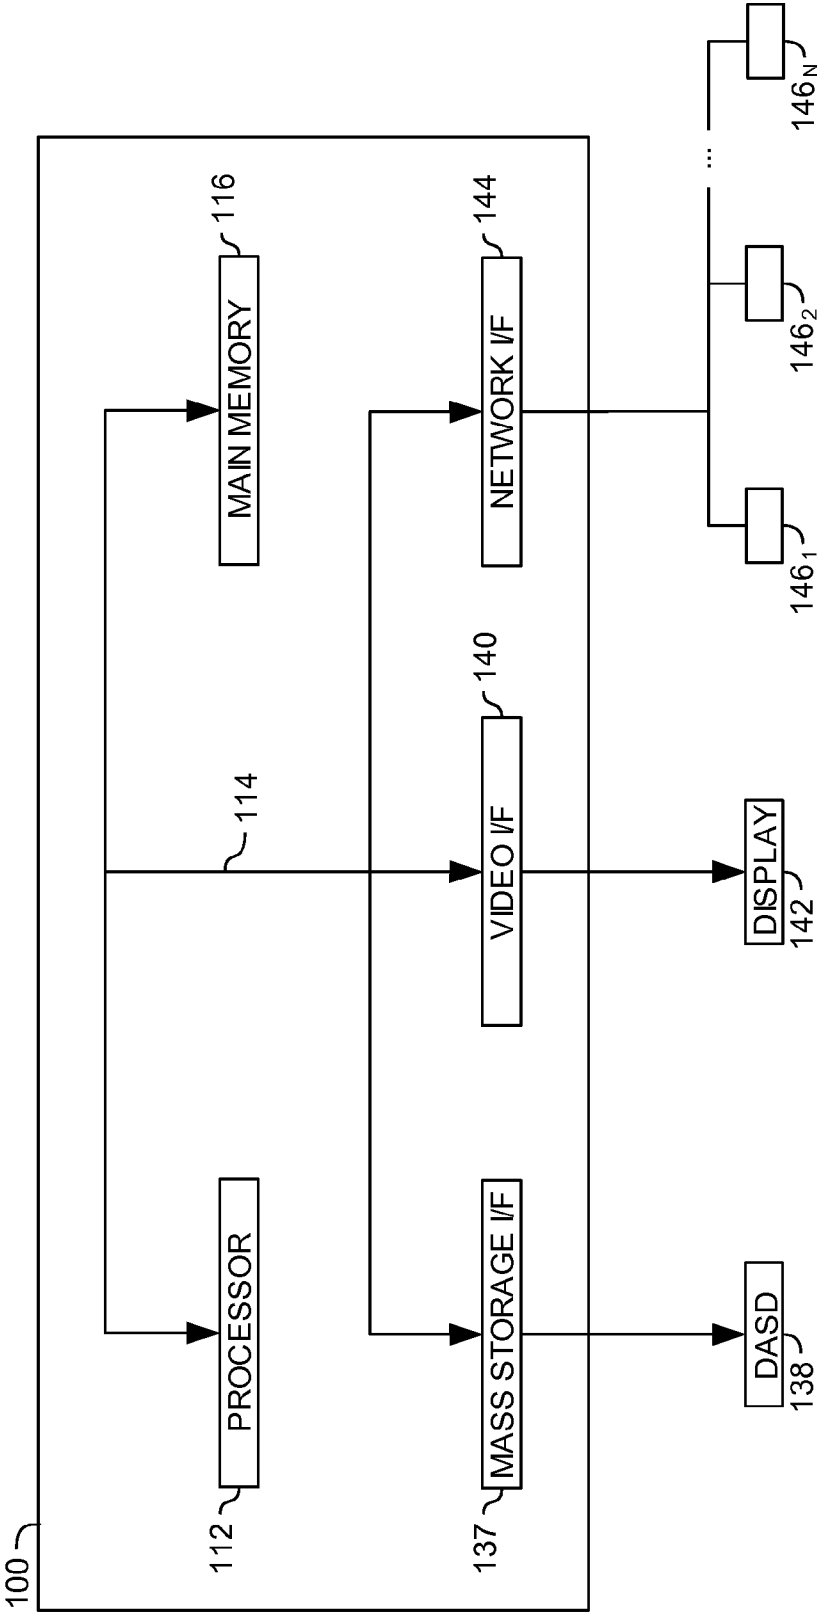 100
112
PROCESSOR
114
MAIN MEMORY
116
137
MASS STORAGE I/F
VIDEO I/F
140
NETWORK I/F
144
DASD
138
DISPLAY
142
146₁
146₂
...
146N